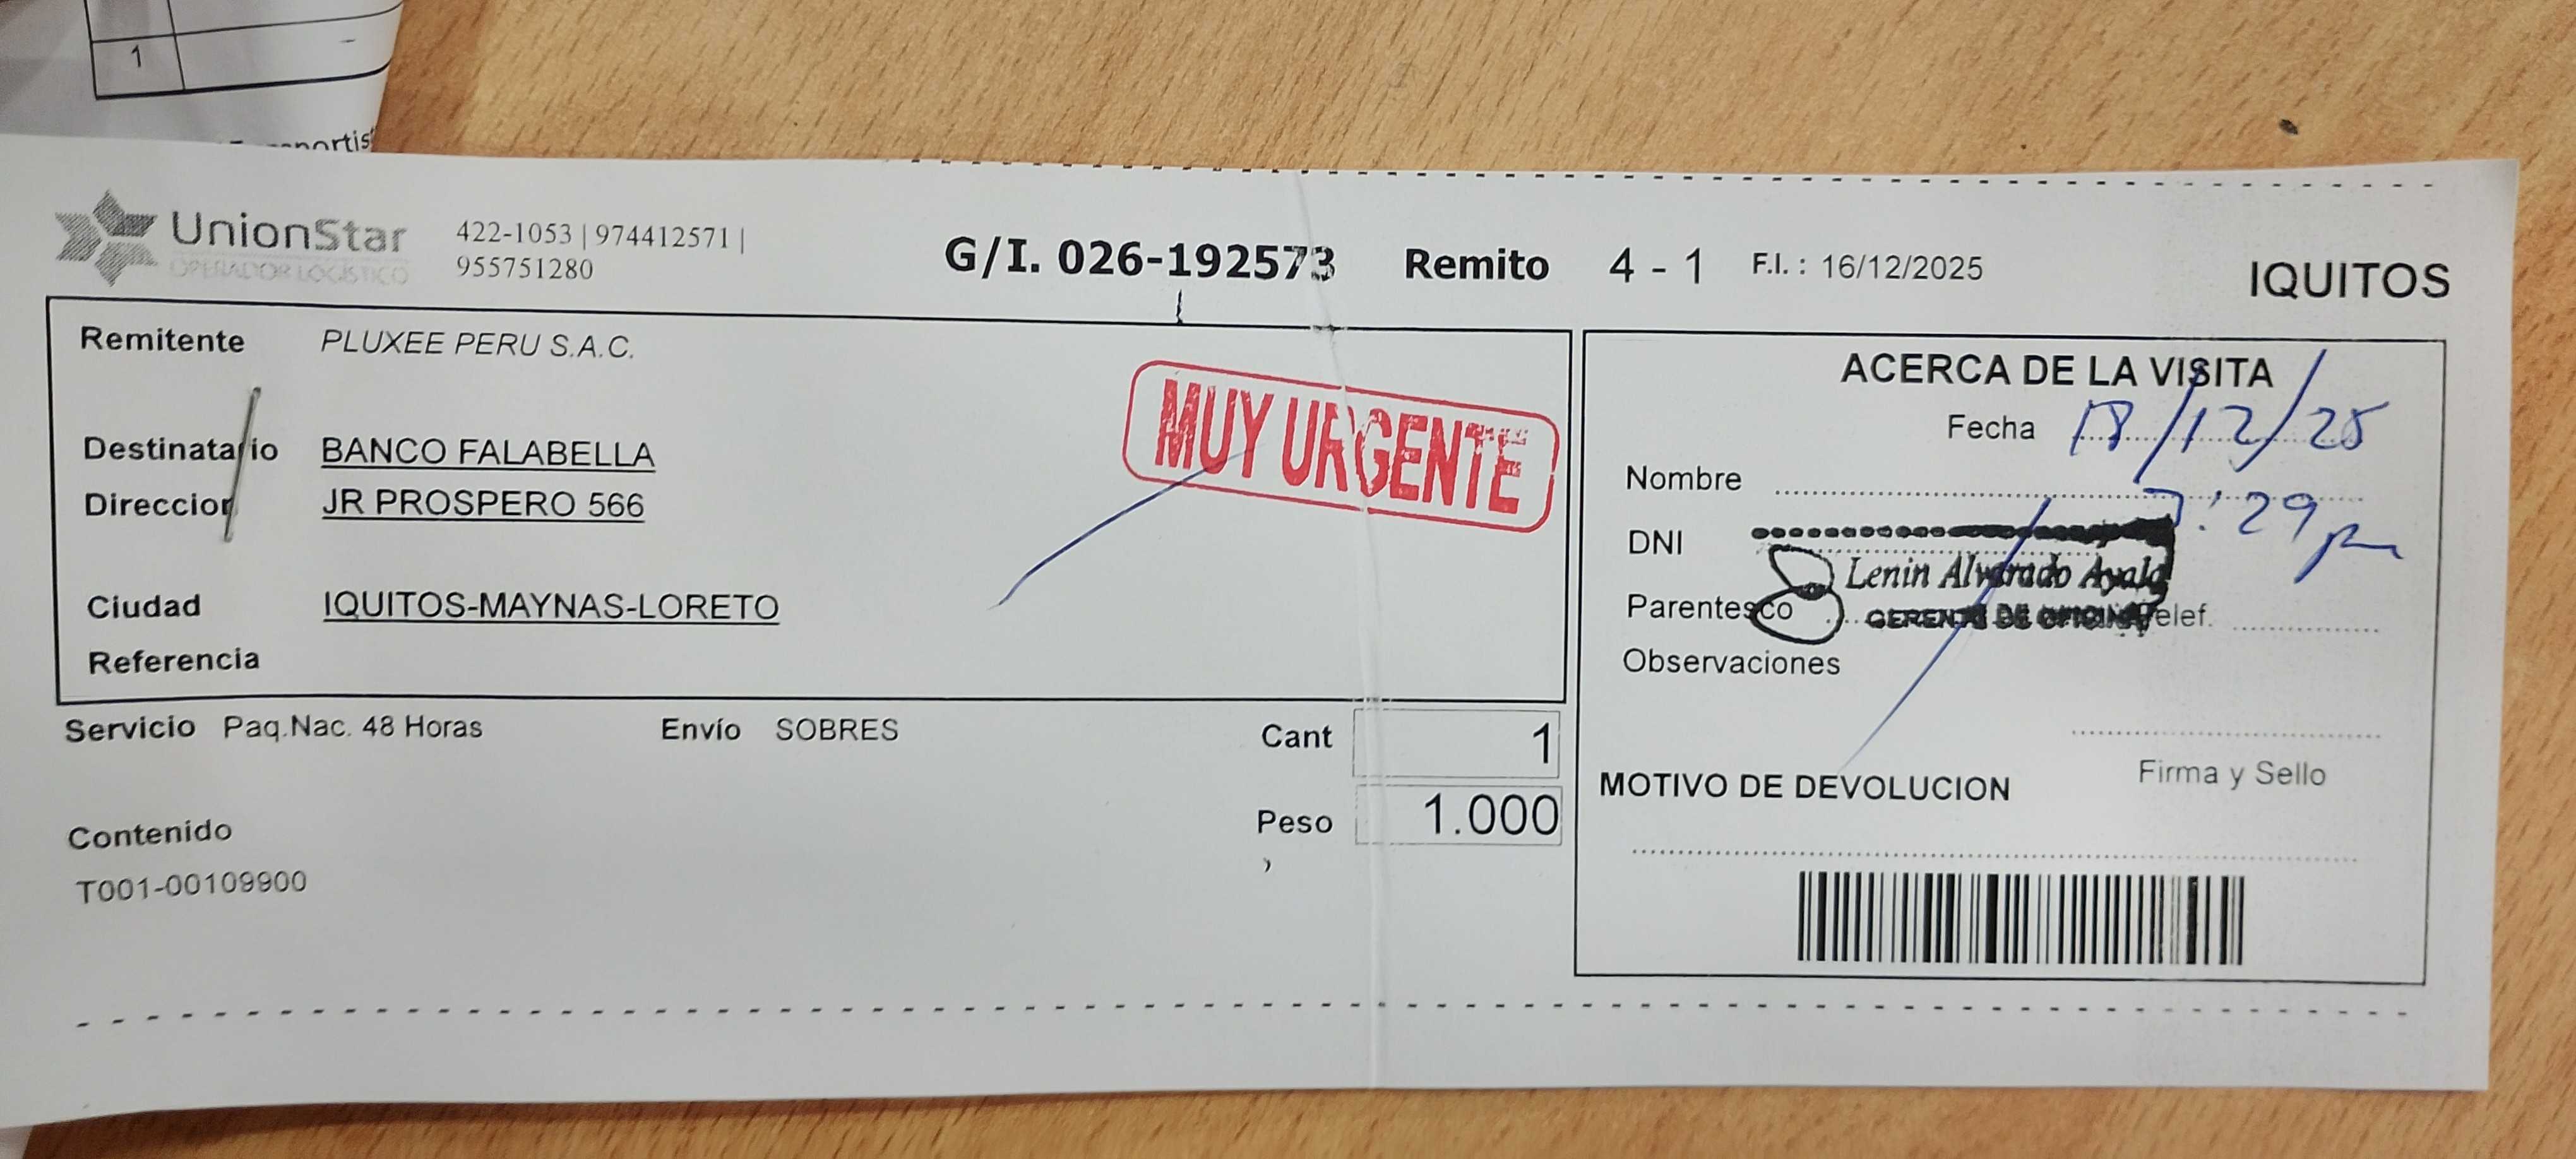 1 -
UnionStar
OPERADOR LOGÍSTICO
422-1053 | 974412571 |
955751280
G/I. 026-192573 Remito 4 - 1 F.I. : 16/12/2025 IQUITOS
Remitente PLUXEE PERU S.A.C.
MUY URGENTE
Destinatario BANCO FALABELLA
Direccion JR PROSPERO 566
Ciudad IQUITOS-MAYNAS-LORETO
Referencia
Servicio Paq.Nac. 48 Horas Envío SOBRES Cant 1
Peso 1.000
Contenido
T001-00109900
ACERCA DE LA VISITA
Fecha 18/12/25
Nombre
:29 pm
DNI
Lenin Alvarado Ayala
Parentesco GERENTE DE OFICINA Telef.
Observaciones
Firma y Sello
MOTIVO DE DEVOLUCION